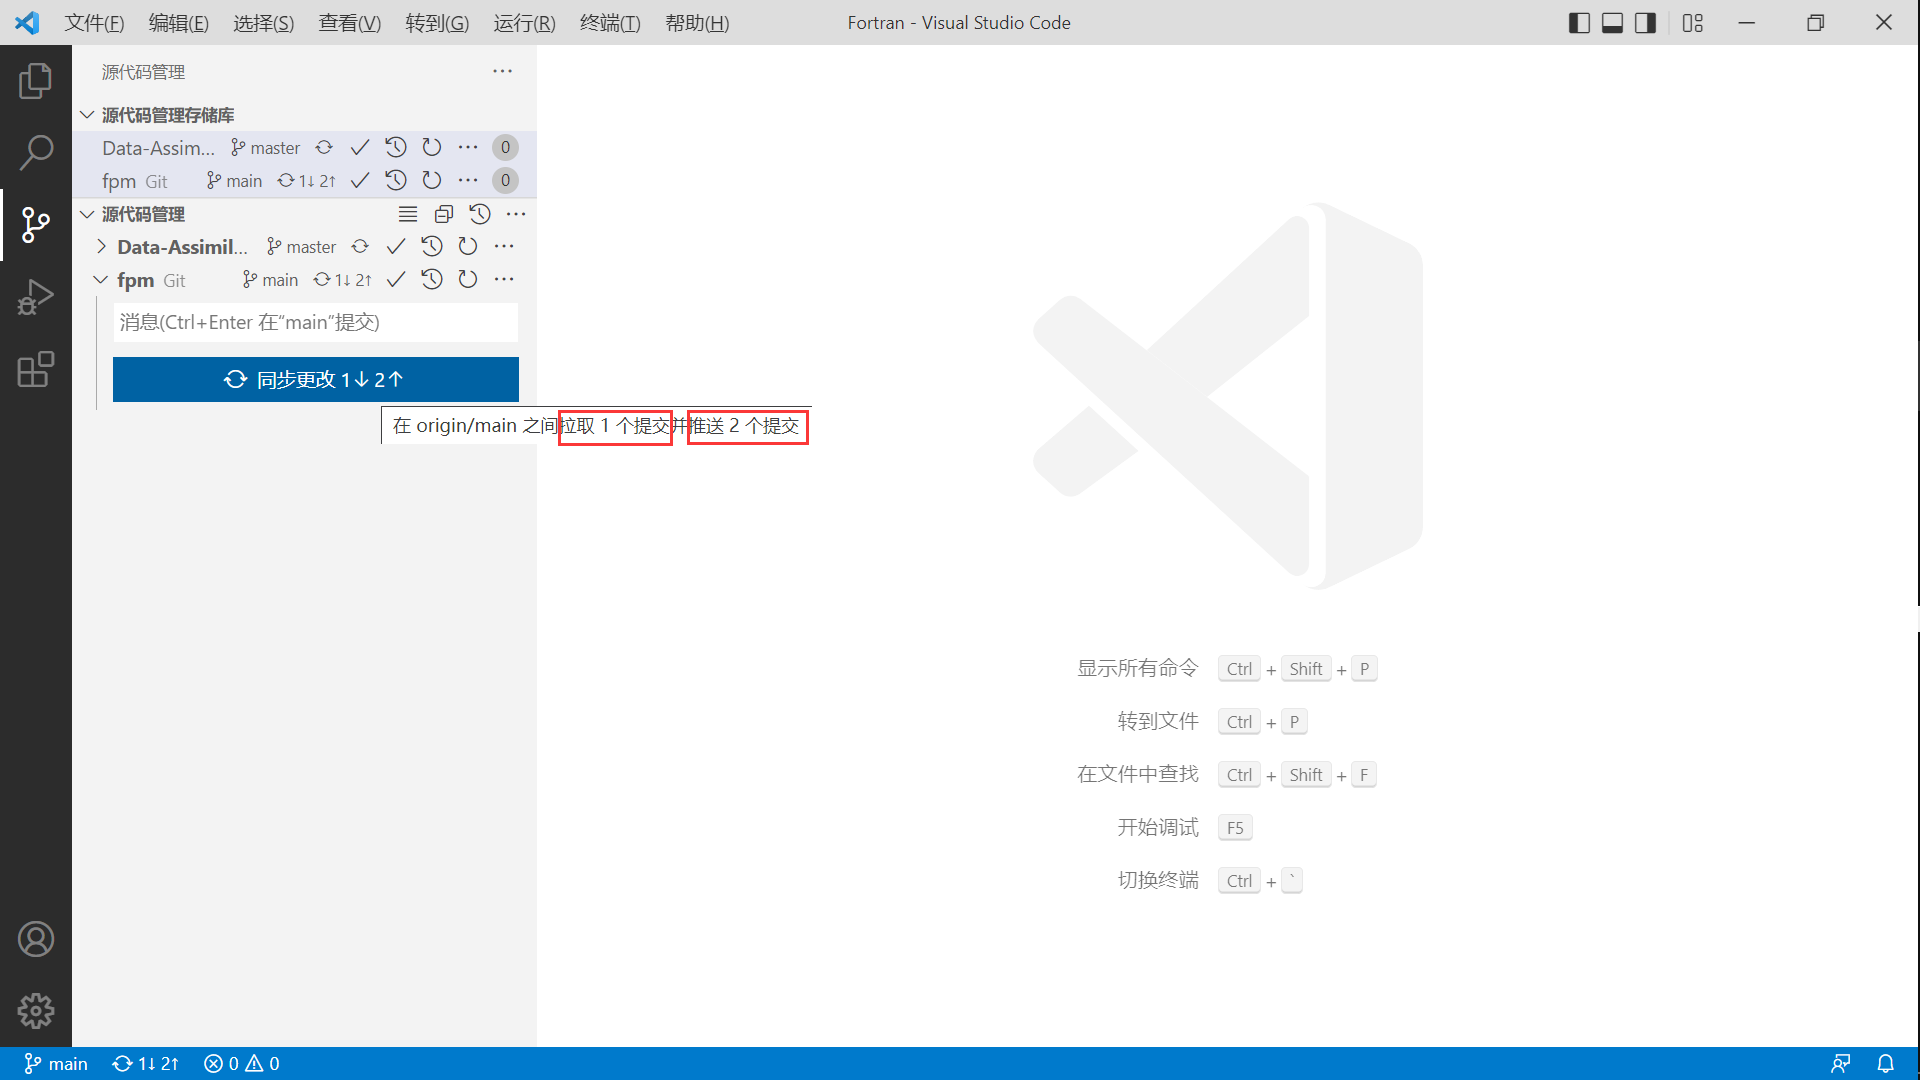 文件(F) 编辑(E) 选择(S) 查看(V) 转到(G) 运行(R) 终端(T) 帮助(H) Fortran - Visual Studio Code
源代码管理 ···
源代码管理存储库
Data-Assim... master ··· 0
fpm Git main 1↓ 2↑ ··· 0
源代码管理 ···
Data-Assimil... master ···
fpm Git main 1↓ 2↑ ···
消息(Ctrl+Enter 在“main”提交)
同步更改 1↓ 2↑
在 origin/main 之间拉取 1 个提交并推送 2 个提交
显示所有命令 Ctrl + Shift + P
转到文件 Ctrl + P
在文件中查找 Ctrl + Shift + F
开始调试 F5
切换终端 Ctrl + `
main 1↓ 2↑ 0 0